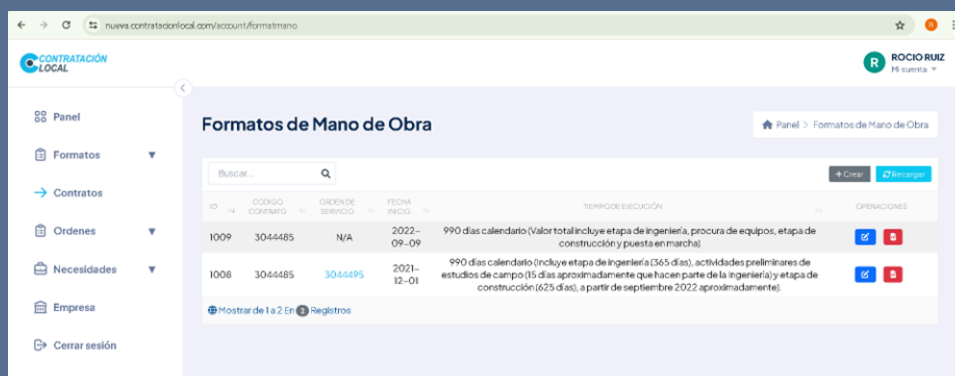 nueva.contratacionlocal.com/account/formatmano
R
CONTRATACIÓN
LOCAL
R
ROCIO RUIZ
Mi cuenta
Panel
Formatos
Contratos
Ordenes
Necesidades
Empresa
Cerrar sesión
Formatos de Mano de Obra
Panel > Formatos de Mano de Obra
Buscar...
+ Crear
Recargar
ID
CODIGO CONTRATO
ORDEN DE SERVICIO
FECHA INICIO
TIEMPO DE EJECUCIÓN
OPERACIONES
1009
3044485
N/A
2022-
09-09
990 días calendario (Valor total incluye etapa de ingeniería, procura de equipos, etapa de
construcción y puesta en marcha)
1008
3044485
3044495
2021-
12-01
990 días calendario (Incluye etapa de ingeniería (365 días), actividades preliminares de
estudios de campo (15 días aproximadamente que hacen parte de la Ingeniería) y etapa de
construcción (625 días), a partir de septiembre 2022 aproximadamente).
Mostrar de 1 a 2 En 2 Registros